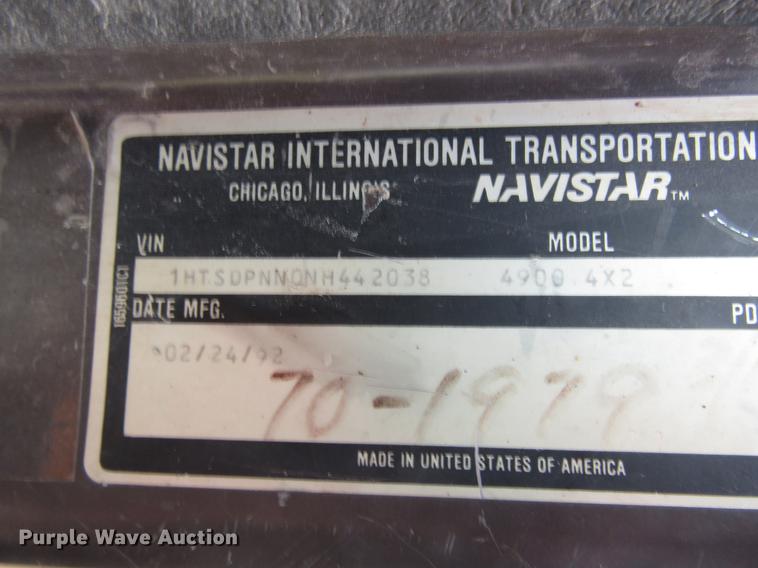 NAVISTAR INTERNATIONAL TRANSPORTATION
CHICAGO, ILLINOIS NAVISTAR™
VIN MODEL
1HTSDPNN0NH442038 4900 4X2
1659601C1
DATE MFG. PD
02/24/92
70-1979
MADE IN UNITED STATES OF AMERICA
Purple Wave Auction